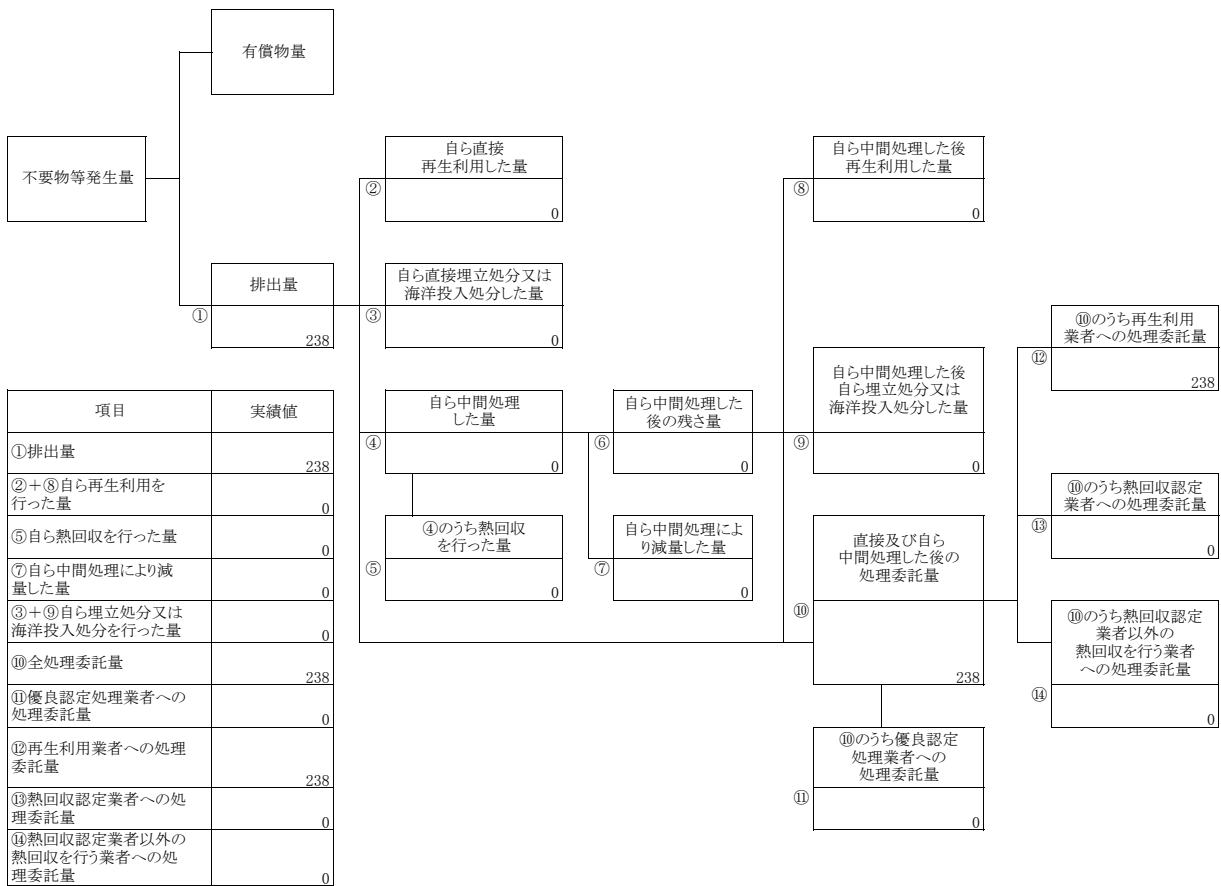 有償物量
不要物等発生量
排出量
①
238
自ら直接
再生利用した量
②
0
自ら直接埋立処分又は
海洋投入処分した量
③
0
自ら中間処理
した量
④
0
④のうち熱回収
を行った量
⑤
0
自ら中間処理した
後の残さ量
⑥
0
自ら中間処理によ
り減量した量
⑦
0
自ら中間処理した後
再生利用した量
⑧
0
自ら中間処理した後
自ら埋立処分又は
海洋投入処分した量
⑨
0
直接及び自ら
中間処理した後の
処理委託量
⑩
238
⑩のうち優良認定
処理業者への
処理委託量
⑪
0
⑩のうち再生利用
業者への処理委託量
⑫
238
⑩のうち熱回収認定
業者への処理委託量
⑬
0
⑩のうち熱回収認定
業者以外の
熱回収を行う業者
への処理委託量
⑭
0
項目 実績値
①排出量
238
②+⑧自ら再生利用を
行った量
0
⑤自ら熱回収を行った量
0
⑦自ら中間処理により減
量した量
0
③+⑨自ら埋立処分又は
海洋投入処分を行った量
0
⑩全処理委託量
238
⑪優良認定処理業者への
処理委託量
0
⑫再生利用業者への処理
委託量
238
⑬熱回収認定業者への処
理委託量
0
⑭熱回収認定業者以外の
熱回収を行う業者への処
理委託量
0